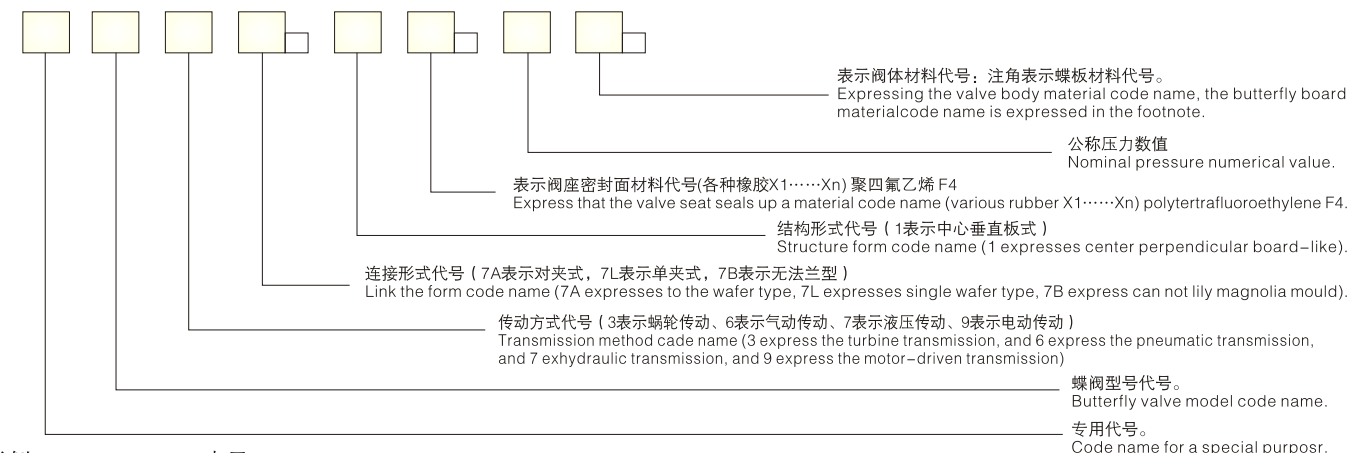 表示阀体材料代号；注角表示蝶板材料代号。
Expressing the valve body material code name, the butterfly board
materialcode name is expressed in the footnote.
公称压力数值
Nominal pressure numerical value.
表示阀座密封面材料代号(各种橡胶X1……Xn) 聚四氟乙烯 F4
Express that the valve seat seals up a material code name (various rubber X1……Xn) polytertrafluoroethylene F4.
结构形式代号（1表示中心垂直板式）
Structure form code name (1 expresses center perpendicular board-like).
连接形式代号（7A表示对夹式，7L表示单夹式，7B表示无法兰型）
Link the form code name (7A expresses to the wafer type, 7L expresses single wafer type, 7B express can not lily magnolia mould).
传动方式代号（3表示蜗轮传动、6表示气动传动、7表示液压传动、9表示电动传动）
Transmission method cade name (3 express the turbine transmission, and 6 express the pneumatic transmission,
and 7 exhydraulic transmission, and 9 express the motor-driven transmission)
蝶阀型号代号。
Butterfly valve model code name.
专用代号。
Code name for a special purposr.